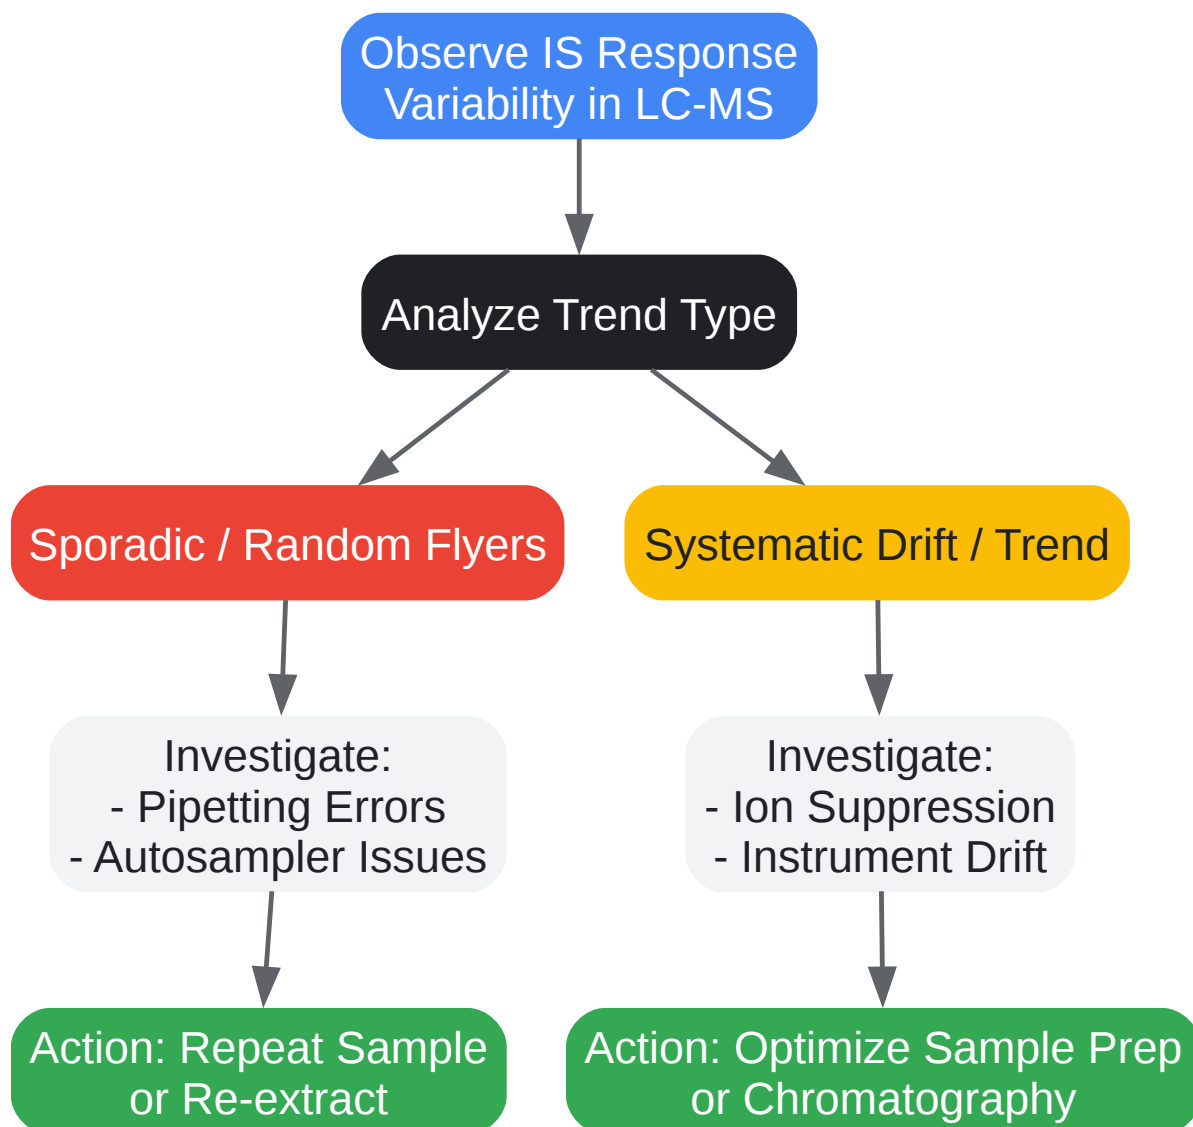 Observe IS Response
Variability in LC-MS
Analyze Trend Type
Sporadic / Random Flyers
Systematic Drift / Trend
Investigate:
- Pipetting Errors
- Autosampler Issues
Investigate:
- Ion Suppression
- Instrument Drift
Action: Repeat Sample
or Re-extract
Action: Optimize Sample Prep
or Chromatography